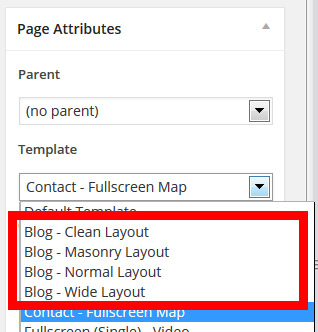 Page Attributes
Parent
(no parent)
Template
Contact - Fullscreen Map
Default Template
Blog - Clean Layout
Blog - Masonry Layout
Blog - Normal Layout
Blog - Wide Layout
Contact - Fullscreen Map
Fullscreen (Single) - Video